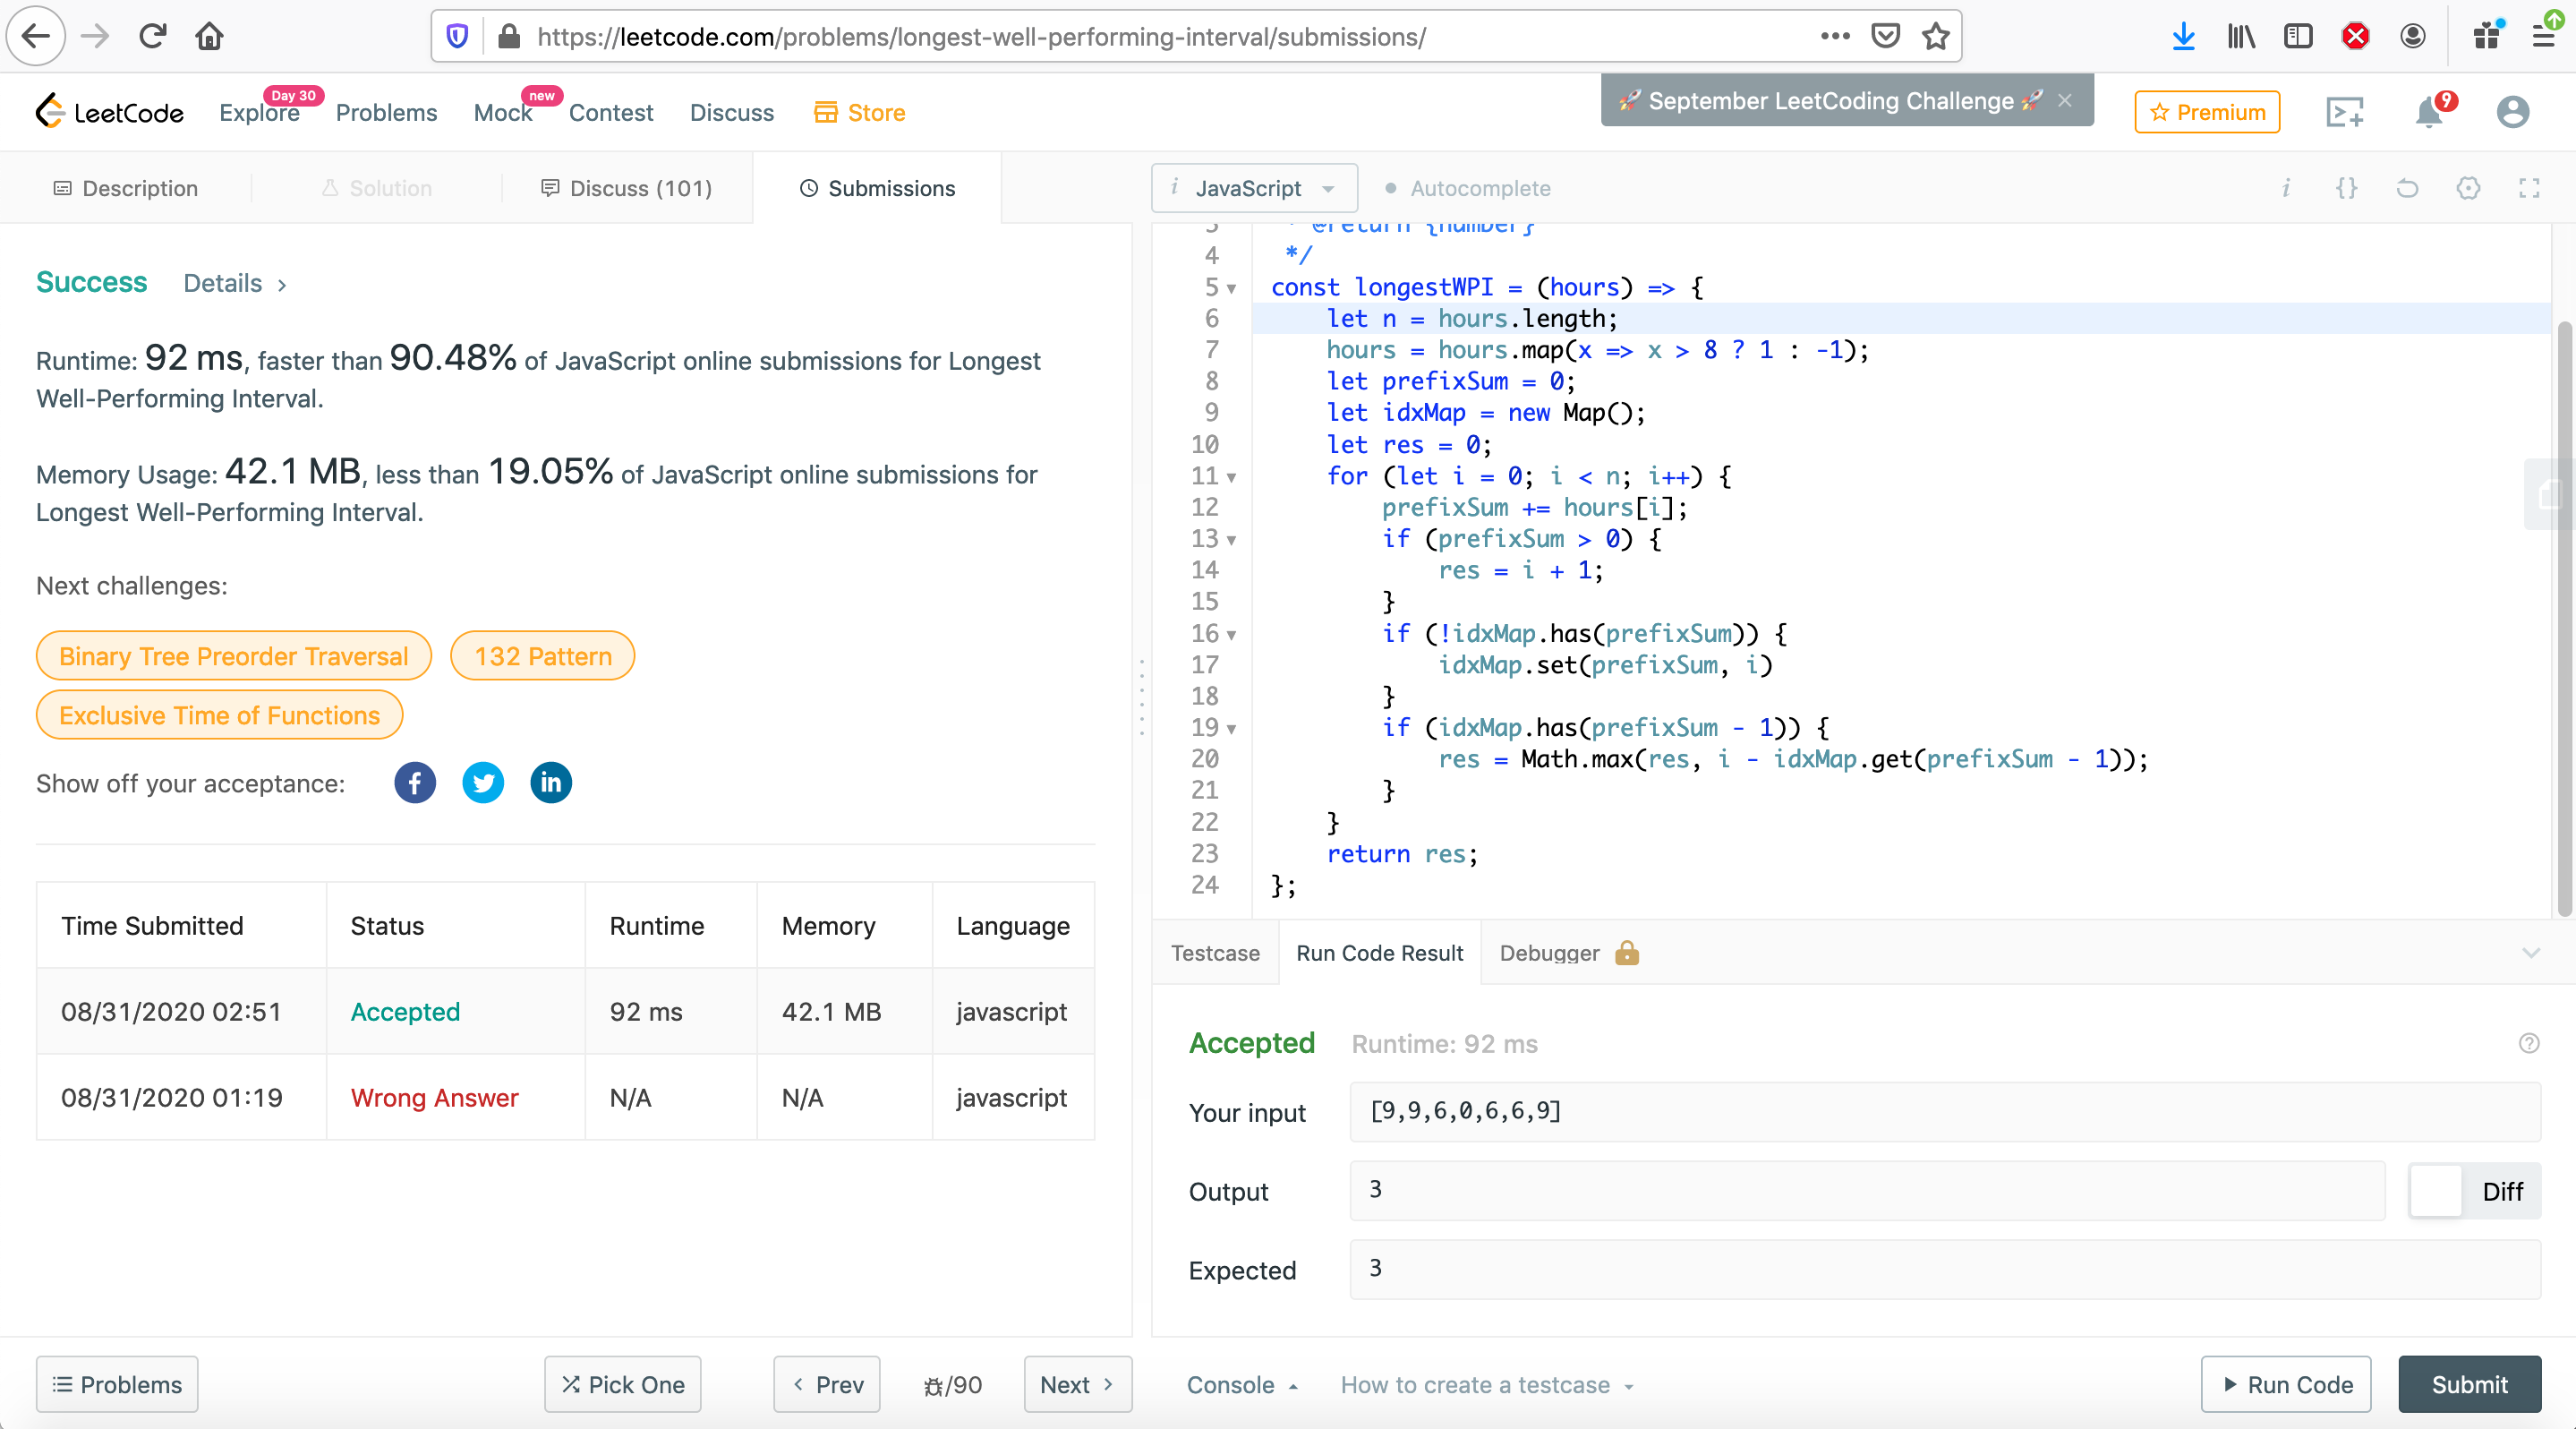 https://leetcode.com/problems/longest-well-performing-interval/submissions/
LeetCode
Explore
Day 30
Problems
Mock
new
Contest
Discuss
Store
🚀 September LeetCoding Challenge 🚀 ×
Premium
9
Description
Solution
Discuss (101)
Submissions
Success
Details >
Runtime: 92 ms, faster than 90.48% of JavaScript online submissions for Longest
Well-Performing Interval.
Memory Usage: 42.1 MB, less than 19.05% of JavaScript online submissions for
Longest Well-Performing Interval.
Next challenges:
Binary Tree Preorder Traversal
132 Pattern
Exclusive Time of Functions
Show off your acceptance:
Time Submitted Status Runtime Memory Language
08/31/2020 02:51 Accepted 92 ms 42.1 MB javascript
08/31/2020 01:19 Wrong Answer N/A N/A javascript
i JavaScript
Autocomplete
3 * @return {number}
4 */
5 const longestWPI = (hours) => {
6 let n = hours.length;
7 hours = hours.map(x => x > 8 ? 1 : -1);
8 let prefixSum = 0;
9 let idxMap = new Map();
10 let res = 0;
11 for (let i = 0; i < n; i++) {
12 prefixSum += hours[i];
13 if (prefixSum > 0) {
14 res = i + 1;
15 }
16 if (!idxMap.has(prefixSum)) {
17 idxMap.set(prefixSum, i)
18 }
19 if (idxMap.has(prefixSum - 1)) {
20 res = Math.max(res, i - idxMap.get(prefixSum - 1));
21 }
22 }
23 return res;
24 };
Testcase
Run Code Result
Debugger
Accepted Runtime: 92 ms
Your input [9,9,6,0,6,6,9]
Output 3
Diff
Expected 3
Problems
Pick One
< Prev
/90
Next >
Console
How to create a testcase
Run Code
Submit